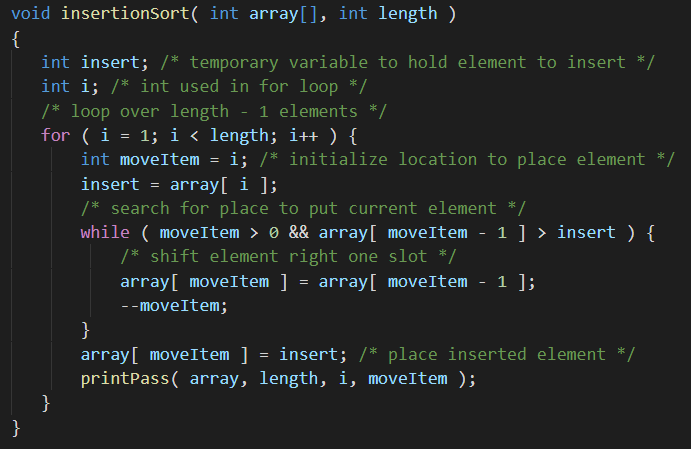 void insertionSort( int array[], int length )
{
int insert; /* temporary variable to hold element to insert */
int i; /* int used in for loop */
/* loop over length - 1 elements */
for ( i = 1; i < length; i++ ) {
int moveItem = i; /* initialize location to place element */
insert = array[ i ];
/* search for place to put current element */
while ( moveItem > 0 && array[ moveItem - 1 ] > insert ) {
/* shift element right one slot */
array[ moveItem ] = array[ moveItem - 1 ];
--moveItem;
}
array[ moveItem ] = insert; /* place inserted element */
printPass( array, length, i, moveItem );
}
}